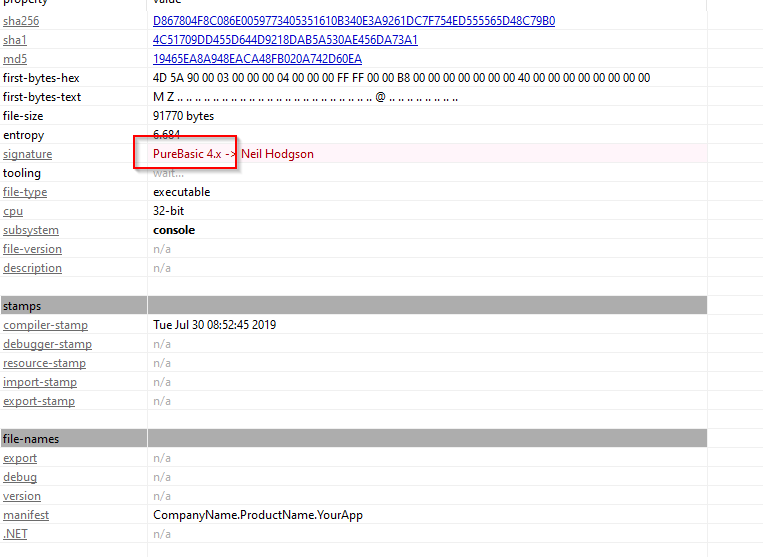 property value
sha256 D867804F8C086E0059773405351610B340E3A9261DC7F754ED555565D48C79B0
sha1 4C51709DD455D644D9218DAB5A530AE456DA73A1
md5 19465EA8A948EACA48FB020A742D60EA
first-bytes-hex 4D 5A 90 00 03 00 00 00 04 00 00 00 FF FF 00 00 B8 00 00 00 00 00 00 00 40 00 00 00 00 00 00 00
first-bytes-text M Z .. .. .. .. .. .. .. .. .. .. .. .. .. .. .. .. .. .. .. .. .. .. @ .. .. .. .. .. .. ..
file-size 91770 bytes
entropy 6.684
signature PureBasic 4.x -> Neil Hodgson
tooling wait...
file-type executable
cpu 32-bit
subsystem console
file-version n/a
description n/a
stamps
compiler-stamp Tue Jul 30 08:52:45 2019
debugger-stamp n/a
resource-stamp n/a
import-stamp n/a
export-stamp n/a
file-names
export n/a
debug n/a
version n/a
manifest CompanyName.ProductName.YourApp
.NET n/a